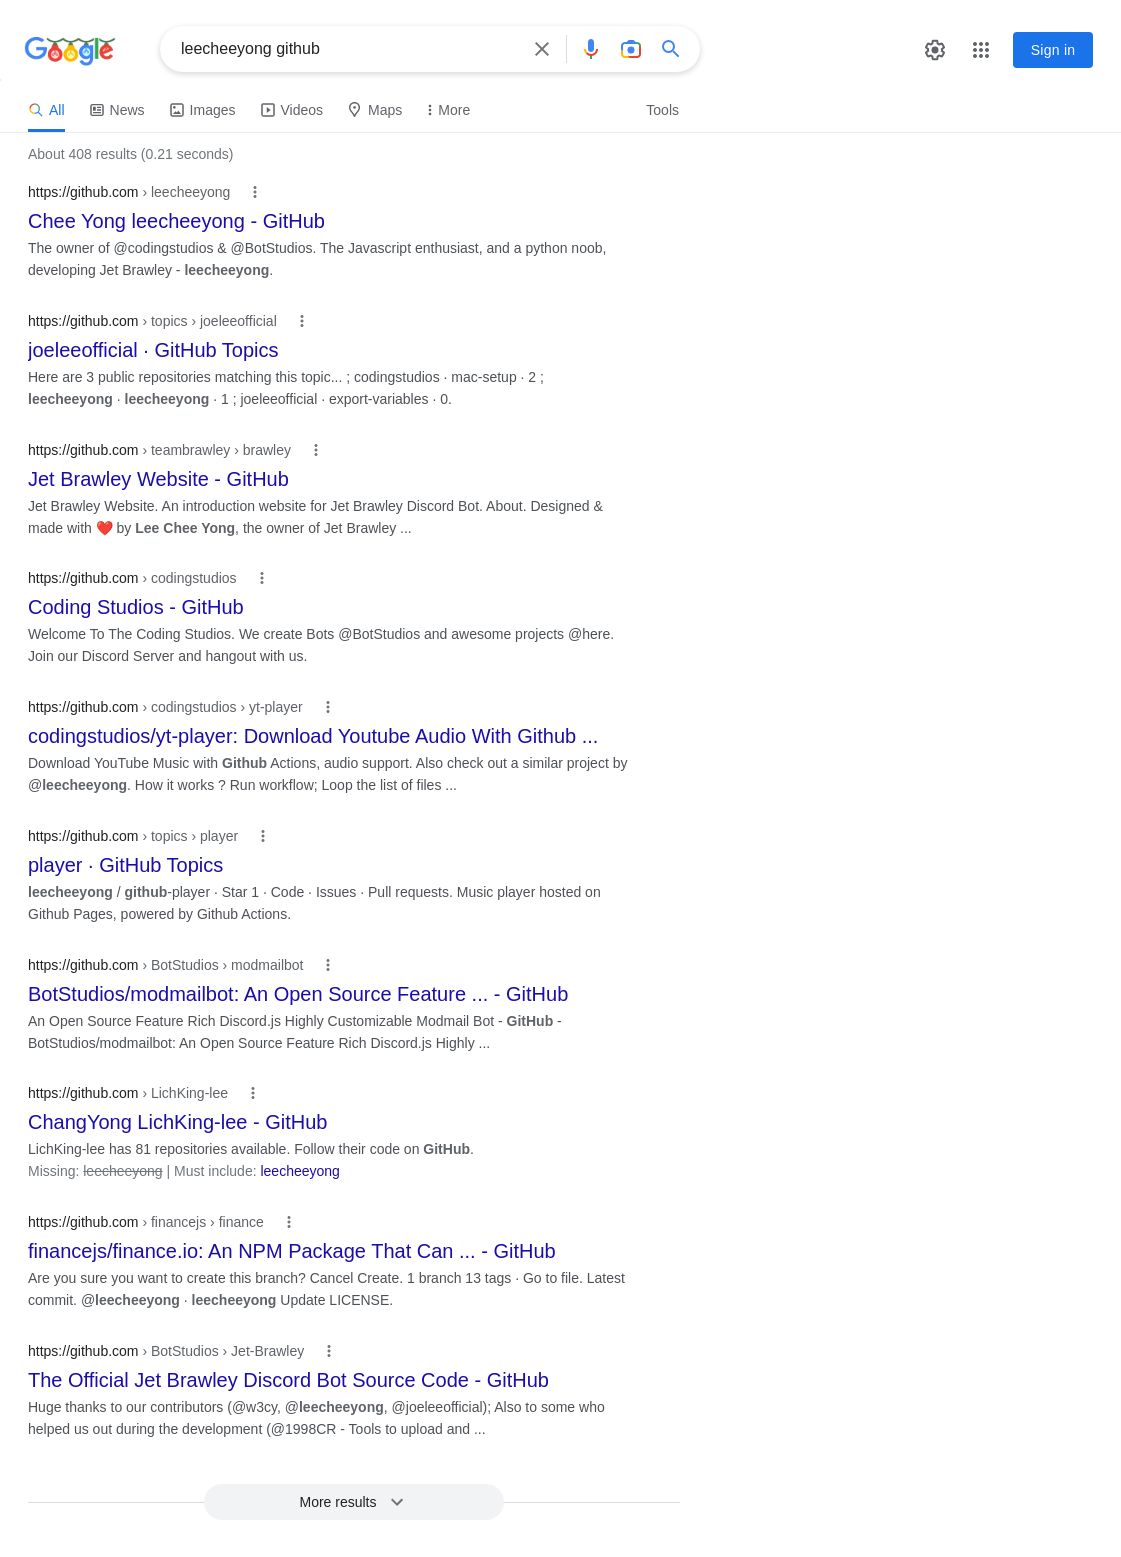 Google
leecheeyong github
Sign in
All News Images Videos Maps More Tools
About 408 results (0.21 seconds)
https://github.com › leecheeyong
Chee Yong leecheeyong - GitHub
The owner of @codingstudios & @BotStudios. The Javascript enthusiast, and a python noob,
developing Jet Brawley - leecheeyong.
https://github.com › topics › joeleeofficial
joeleeofficial · GitHub Topics
Here are 3 public repositories matching this topic... ; codingstudios · mac-setup · 2 ;
leecheeyong · leecheeyong · 1 ; joeleeofficial · export-variables · 0.
https://github.com › teambrawley › brawley
Jet Brawley Website - GitHub
Jet Brawley Website. An introduction website for Jet Brawley Discord Bot. About. Designed &
made with ❤️ by Lee Chee Yong, the owner of Jet Brawley ...
https://github.com › codingstudios
Coding Studios - GitHub
Welcome To The Coding Studios. We create Bots @BotStudios and awesome projects @here.
Join our Discord Server and hangout with us.
https://github.com › codingstudios › yt-player
codingstudios/yt-player: Download Youtube Audio With Github ...
Download YouTube Music with Github Actions, audio support. Also check out a similar project by
@leecheeyong. How it works ? Run workflow; Loop the list of files ...
https://github.com › topics › player
player · GitHub Topics
leecheeyong / github-player · Star 1 · Code · Issues · Pull requests. Music player hosted on
Github Pages, powered by Github Actions.
https://github.com › BotStudios › modmailbot
BotStudios/modmailbot: An Open Source Feature ... - GitHub
An Open Source Feature Rich Discord.js Highly Customizable Modmail Bot - GitHub -
BotStudios/modmailbot: An Open Source Feature Rich Discord.js Highly ...
https://github.com › LichKing-lee
ChangYong LichKing-lee - GitHub
LichKing-lee has 81 repositories available. Follow their code on GitHub.
Missing: leecheeyong | Must include: leecheeyong
https://github.com › financejs › finance
financejs/finance.io: An NPM Package That Can ... - GitHub
Are you sure you want to create this branch? Cancel Create. 1 branch 13 tags · Go to file. Latest
commit. @leecheeyong · leecheeyong Update LICENSE.
https://github.com › BotStudios › Jet-Brawley
The Official Jet Brawley Discord Bot Source Code - GitHub
Huge thanks to our contributors (@w3cy, @leecheeyong, @joeleeofficial); Also to some who
helped us out during the development (@1998CR - Tools to upload and ...
More results